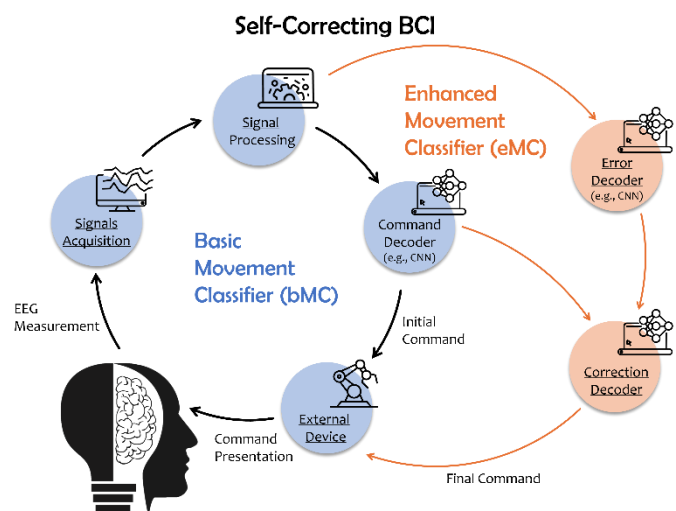 Self-Correcting BCI
Signal
Processing
Enhanced
Movement
Classifier (eMC)
Error
Decoder
(e.g., CNN)
Signals
Acquisition
Command
Decoder
(e.g., CNN)
Basic
Movement
Classifier (bMC)
EEG
Measurement
Initial
Command
Correction
Decoder
External
Device
Command
Presentation
Final Command